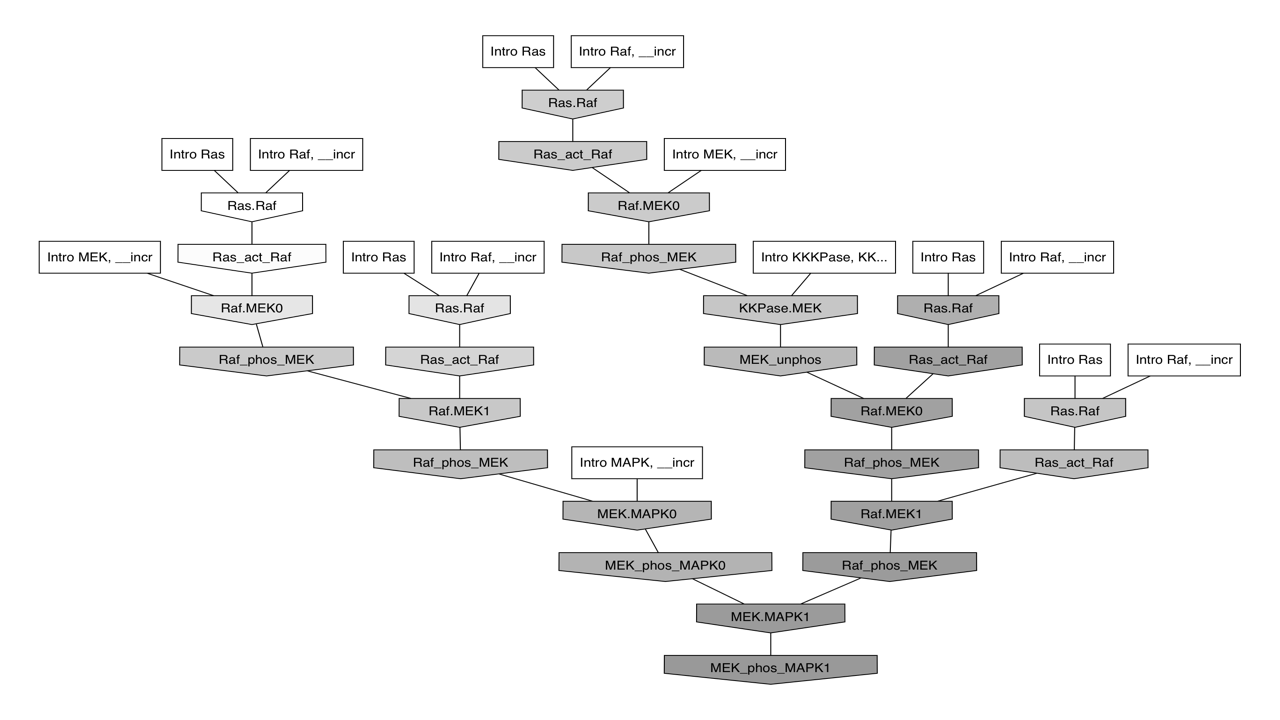 Intro Ras
Intro Raf, __incr
Ras.Raf
Intro Ras
Intro Raf, __incr
Ras_act_Raf
Intro MEK, __incr
Ras.Raf
Raf.MEK0
Intro MEK, __incr
Ras_act_Raf
Intro Ras
Intro Raf, __incr
Raf_phos_MEK
Intro KKKPase, KK...
Intro Ras
Intro Raf, __incr
Raf.MEK0
Ras.Raf
KKPase.MEK
Ras.Raf
Raf_phos_MEK
Ras_act_Raf
MEK_unphos
Ras_act_Raf
Intro Ras
Intro Raf, __incr
Raf.MEK1
Raf.MEK0
Ras.Raf
Raf_phos_MEK
Intro MAPK, __incr
Raf_phos_MEK
Ras_act_Raf
MEK.MAPK0
Raf.MEK1
MEK_phos_MAPK0
Raf_phos_MEK
MEK.MAPK1
MEK_phos_MAPK1